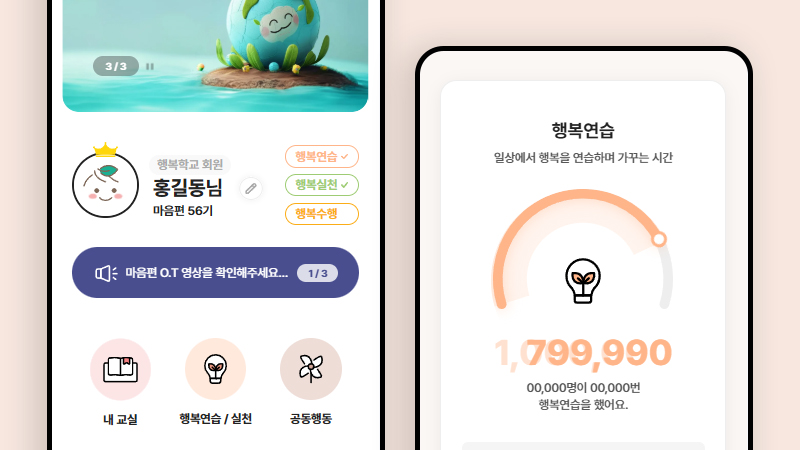 3/3
행복학교 회원
홍길동님
마음편 56기
행복연습
행복실천
행복수행
마음편 O.T 영상을 확인해주세요...
1/3
내 교실
행복연습 / 실천
공동행동
행복연습
일상에서 행복을 연습하며 가꾸는 시간
1,0799,990
00,000명이 00,000번
행복연습을 했어요.